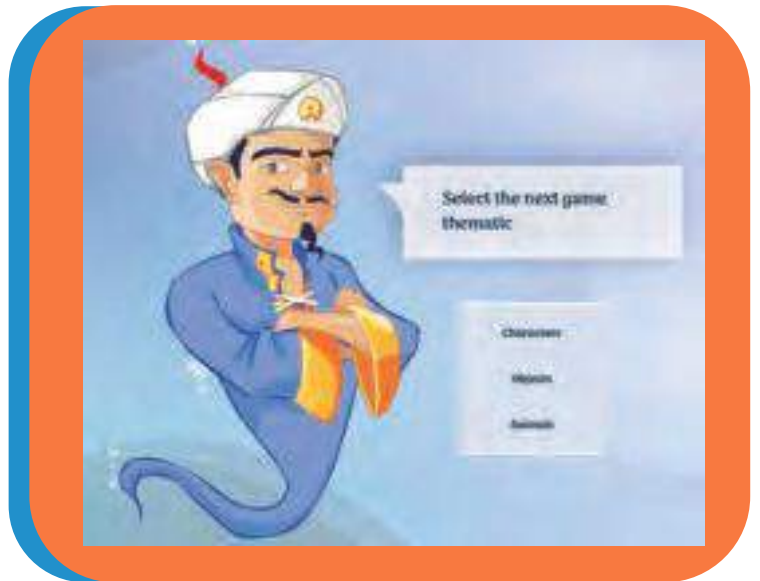 Select the next game
thematic
Characters
Objects
Animals